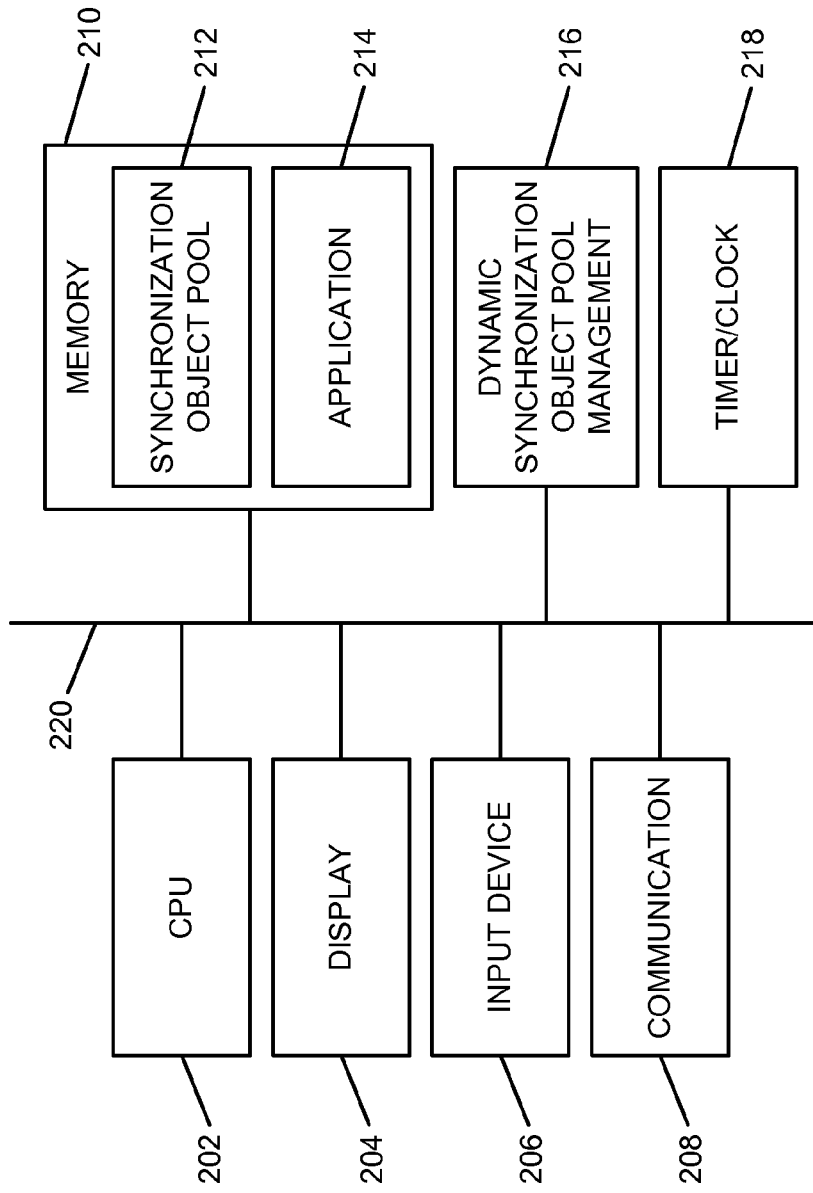 202
CPU
204
DISPLAY
206
INPUT DEVICE
208
COMMUNICATION
220
MEMORY
210
SYNCHRONIZATION
OBJECT POOL
212
APPLICATION
214
DYNAMIC
SYNCHRONIZATION
OBJECT POOL
MANAGEMENT
216
TIMER/CLOCK
218